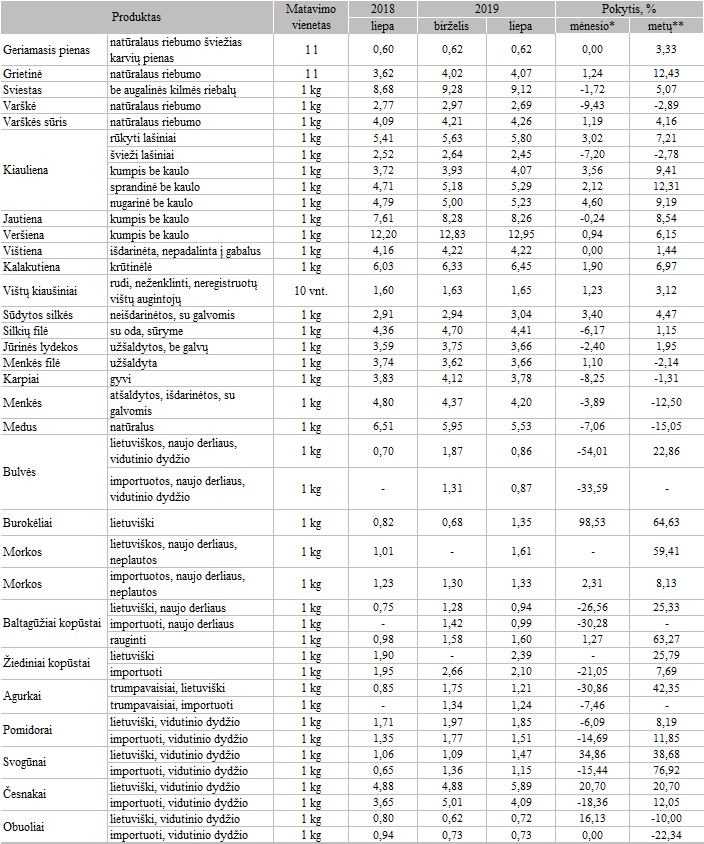 Produktas Matavimo vienetas 2018 2019 Pokytis, %
liepa birželis liepa mėnesio* metų**
Geriamasis pienas natūralaus riebumo šviežias karvių pienas 1 l 0,60 0,62 0,62 0,00 3,33
Grietinė natūralaus riebumo 1 l 3,62 4,02 4,07 1,24 12,43
Sviestas be augalinės kilmės riebalų 1 kg 8,68 9,28 9,12 -1,72 5,07
Varškė natūralaus riebumo 1 kg 2,77 2,97 2,69 -9,43 -2,89
Varškės sūris natūralaus riebumo 1 kg 4,09 4,21 4,26 1,19 4,16
Kiauliena rūkyti lašiniai 1 kg 5,41 5,63 5,80 3,02 7,21
švieži lašiniai 1 kg 2,52 2,64 2,45 -7,20 -2,78
kumpis be kaulo 1 kg 3,72 3,93 4,07 3,56 9,41
sprandinė be kaulo 1 kg 4,71 5,18 5,29 2,12 12,31
nugarinė be kaulo 1 kg 4,79 5,00 5,23 4,60 9,19
Jautiena kumpis be kaulo 1 kg 7,61 8,28 8,26 -0,24 8,54
Veršiena kumpis be kaulo 1 kg 12,20 12,83 12,95 0,94 6,15
Vištiena išdarinėta, nepadalinta į gabalus 1 kg 4,16 4,22 4,22 0,00 1,44
Kalakutiena krūtinėlė 1 kg 6,03 6,33 6,45 1,90 6,97
Vištų kiaušiniai rudi, neženklinti, neregistruotų vištų augintojų 10 vnt. 1,60 1,63 1,65 1,23 3,12
Sūdytos silkės neišdarinėtos, su galvomis 1 kg 2,91 2,94 3,04 3,40 4,47
Silkių filė su oda, sūryme 1 kg 4,36 4,70 4,41 -6,17 1,15
Jūrinės lydekos užšaldytos, be galvų 1 kg 3,59 3,75 3,66 -2,40 1,95
Menkės filė užšaldyta 1 kg 3,74 3,62 3,66 1,10 -2,14
Karpiai gyvi 1 kg 3,83 4,12 3,78 -8,25 -1,31
Menkės atšaldytos, išdarinėtos, su galvomis 1 kg 4,80 4,37 4,20 -3,89 -12,50
Medus natūralus 1 kg 6,51 5,95 5,53 -7,06 -15,05
Bulvės lietuviškos, naujo derliaus, vidutinio dydžio 1 kg 0,70 1,87 0,86 -54,01 22,86
importuotos, naujo derliaus, vidutinio dydžio 1 kg - 1,31 0,87 -33,59 -
Burokėliai lietuviški 1 kg 0,82 0,68 1,35 98,53 64,63
Morkos lietuviškos, naujo derliaus, neplautos 1 kg 1,01 - 1,61 - 59,41
Morkos importuotos, naujo derliaus, neplautos 1 kg 1,23 1,30 1,33 2,31 8,13
Baltagūžiai kopūstai lietuviški, naujo derliaus 1 kg 0,75 1,28 0,94 -26,56 25,33
importuoti, naujo derliaus 1 kg - 1,42 0,99 -30,28 -
rauginti 1 kg 0,98 1,58 1,60 1,27 63,27
Žiediniai kopūstai lietuviški 1 kg 1,90 - 2,39 - 25,79
importuoti 1 kg 1,95 2,66 2,10 -21,05 7,69
Agurkai trumpavaisiai, lietuviški 1 kg 0,85 1,75 1,21 -30,86 42,35
trumpavaisiai, importuoti 1 kg - 1,34 1,24 -7,46 -
Pomidorai lietuviški, vidutinio dydžio 1 kg 1,71 1,97 1,85 -6,09 8,19
importuoti, vidutinio dydžio 1 kg 1,35 1,77 1,51 -14,69 11,85
Svogūnai lietuviški, vidutinio dydžio 1 kg 1,06 1,09 1,47 34,86 38,68
importuoti, vidutinio dydžio 1 kg 0,65 1,36 1,15 -15,44 76,92
Česnakai lietuviški, vidutinio dydžio 1 kg 4,88 4,88 5,89 20,70 20,70
importuoti, vidutinio dydžio 1 kg 3,65 5,01 4,09 -18,36 12,05
Obuoliai lietuviški, vidutinio dydžio 1 kg 0,80 0,62 0,72 16,13 -10,00
importuoti, vidutinio dydžio 1 kg 0,94 0,73 0,73 0,00 -22,34